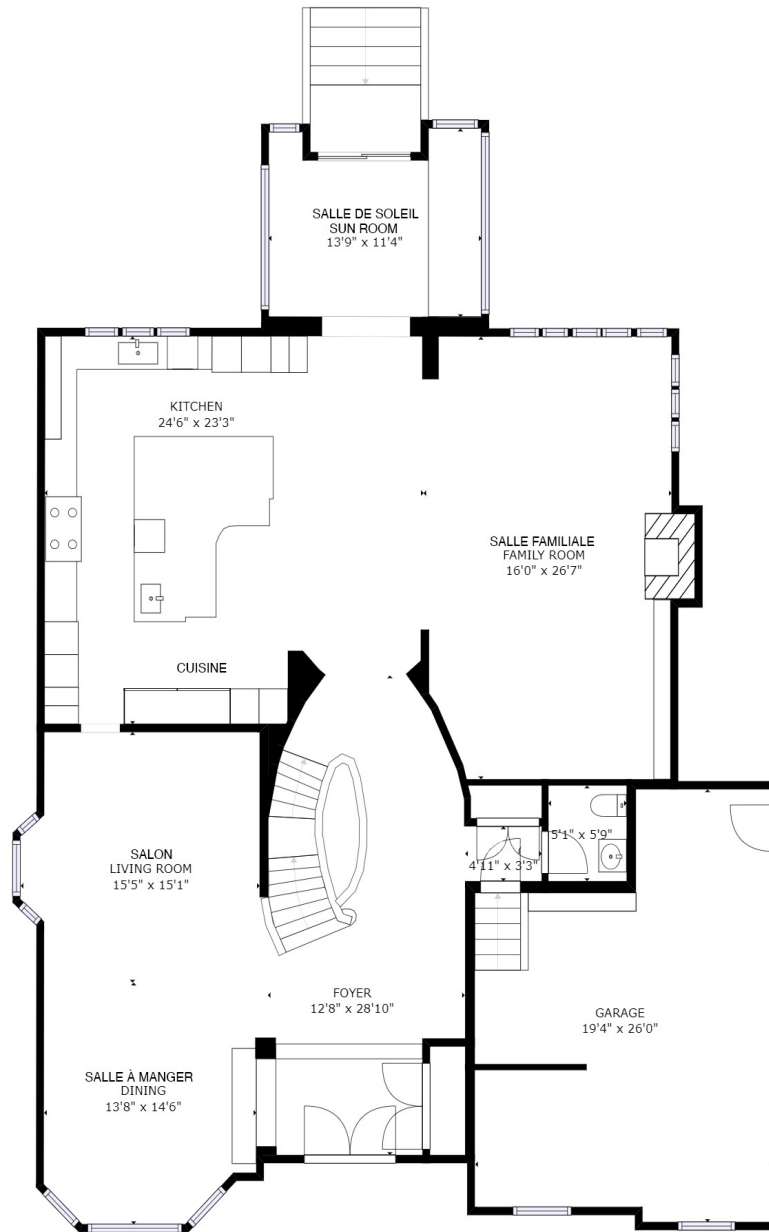 SALLE DE SOLEIL
SUN ROOM
13'9" x 11'4"
KITCHEN
24'6" x 23'3"
SALLE FAMILIALE
FAMILY ROOM
16'0" x 26'7"
CUISINE
5'1" x 5'9"
SALON
LIVING ROOM
15'5" x 15'1"
4'11" x 3'3"
FOYER
12'8" x 28'10"
GARAGE
19'4" x 26'0"
SALLE À MANGER
DINING
13'8" x 14'6"